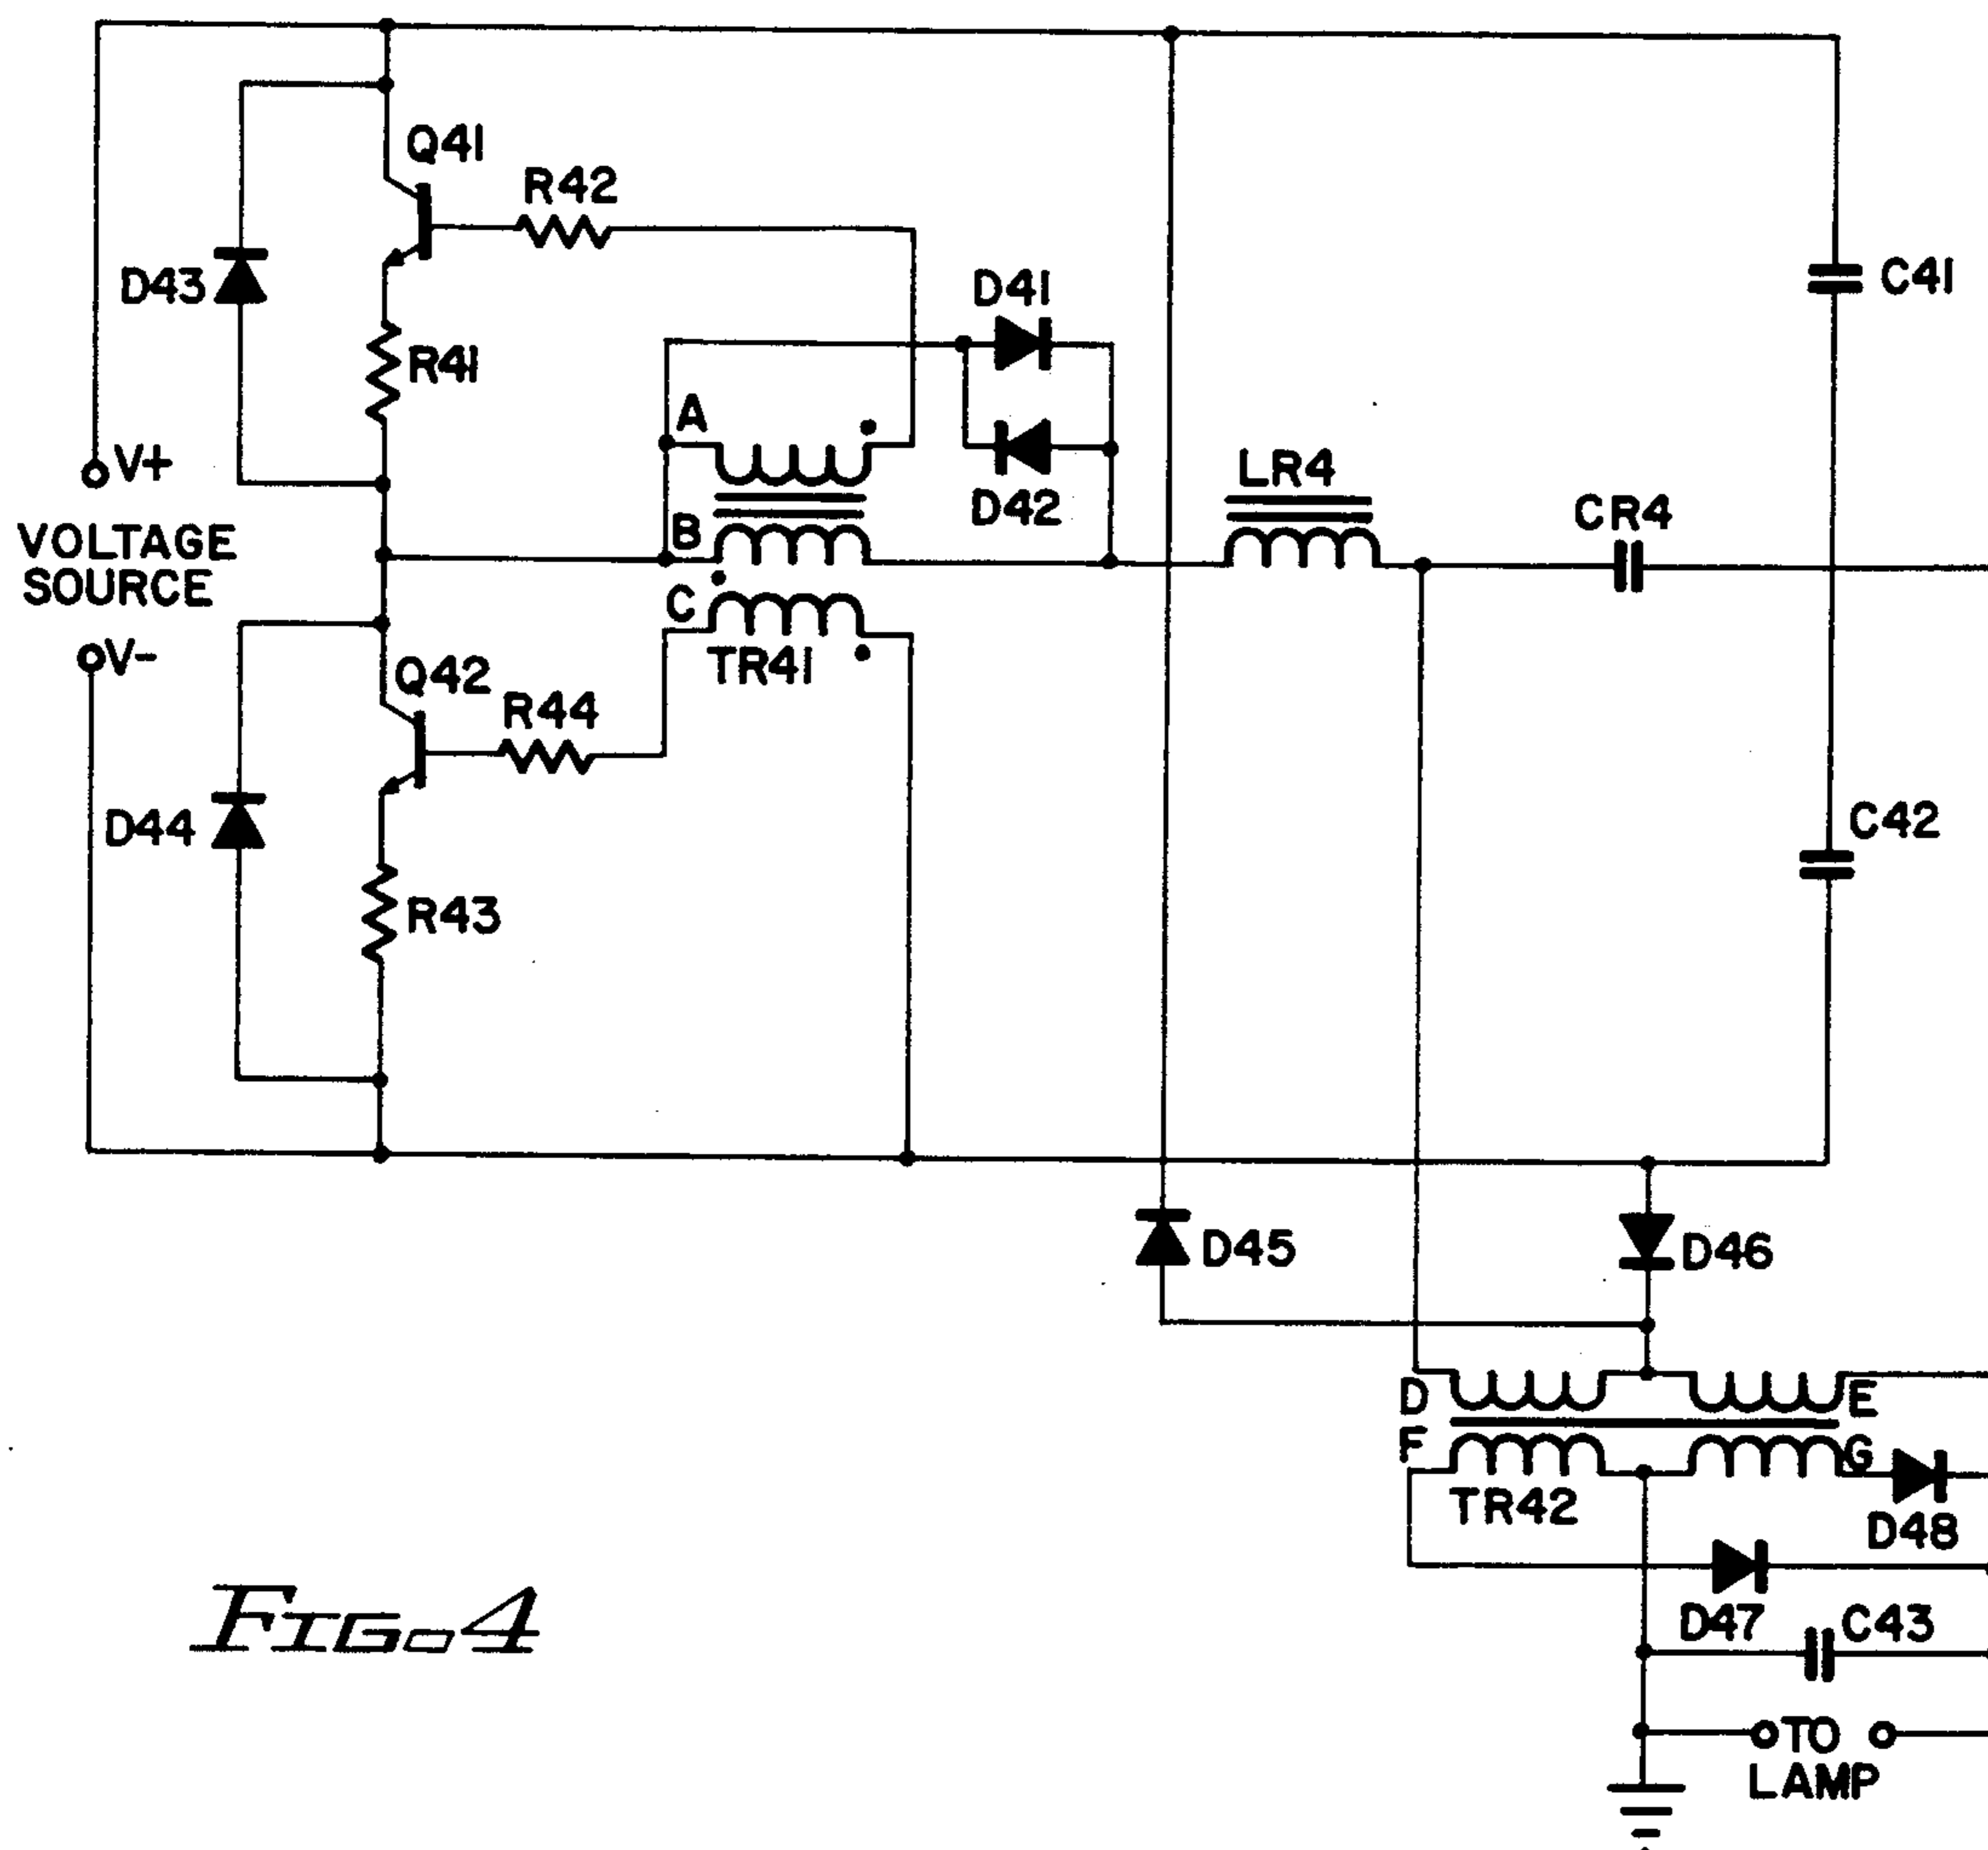 Q41
R42
D43
D41
C41
R41
A
V+
LR4
D42
CR4
B
VOLTAGE
SOURCE
C
V-
TR41
Q42
R44
C42
D44
R43
D45
D46
D
E
F
G
TR42
D48
D47
C43
TO
LAMP
FIG. 4